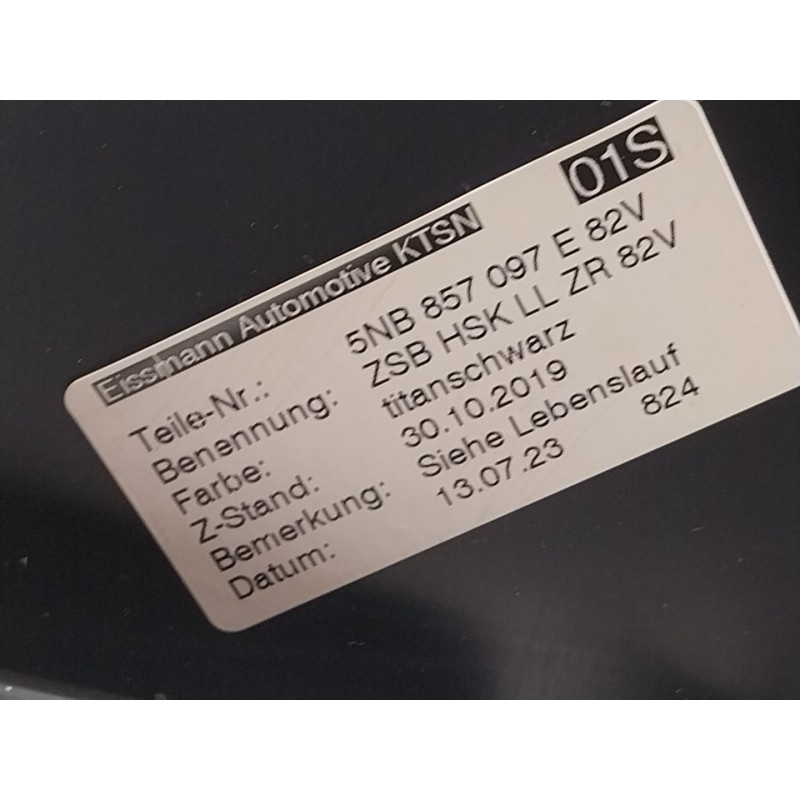 01S
Eissmann Automotive KTSN
Teile-Nr.: 5NB 857 097 E 82V
Benennung: ZSB HSK LL ZR 82V
Farbe: titanschwarz
Z-Stand: 30.10.2019
Bemerkung: Siehe Lebenslauf
Datum: 13.07.23 824